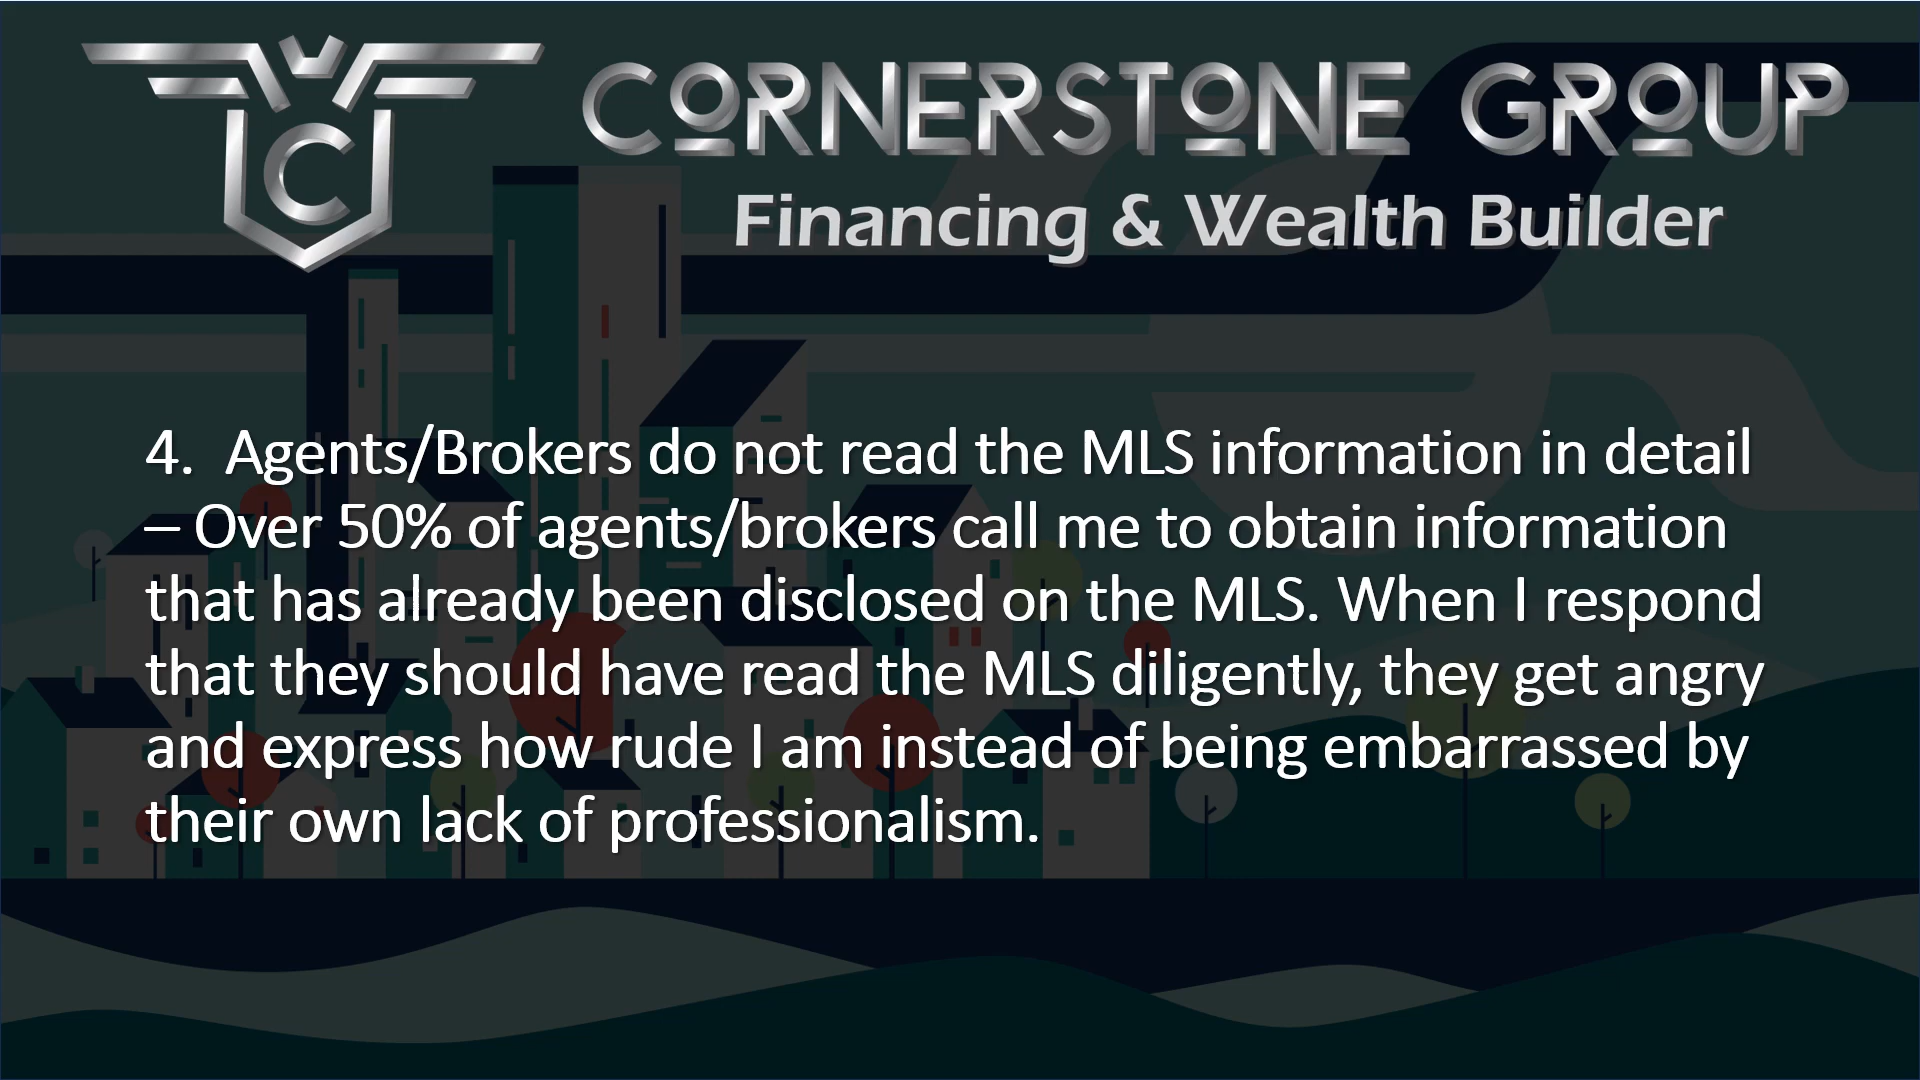 C
CORNERSTONE GROUP
Financing & Wealth Builder
4. Agents/Brokers do not read the MLS information in detail
– Over 50% of agents/brokers call me to obtain information
that has already been disclosed on the MLS. When I respond
that they should have read the MLS diligently, they get angry
and express how rude I am instead of being embarrassed by
their own lack of professionalism.